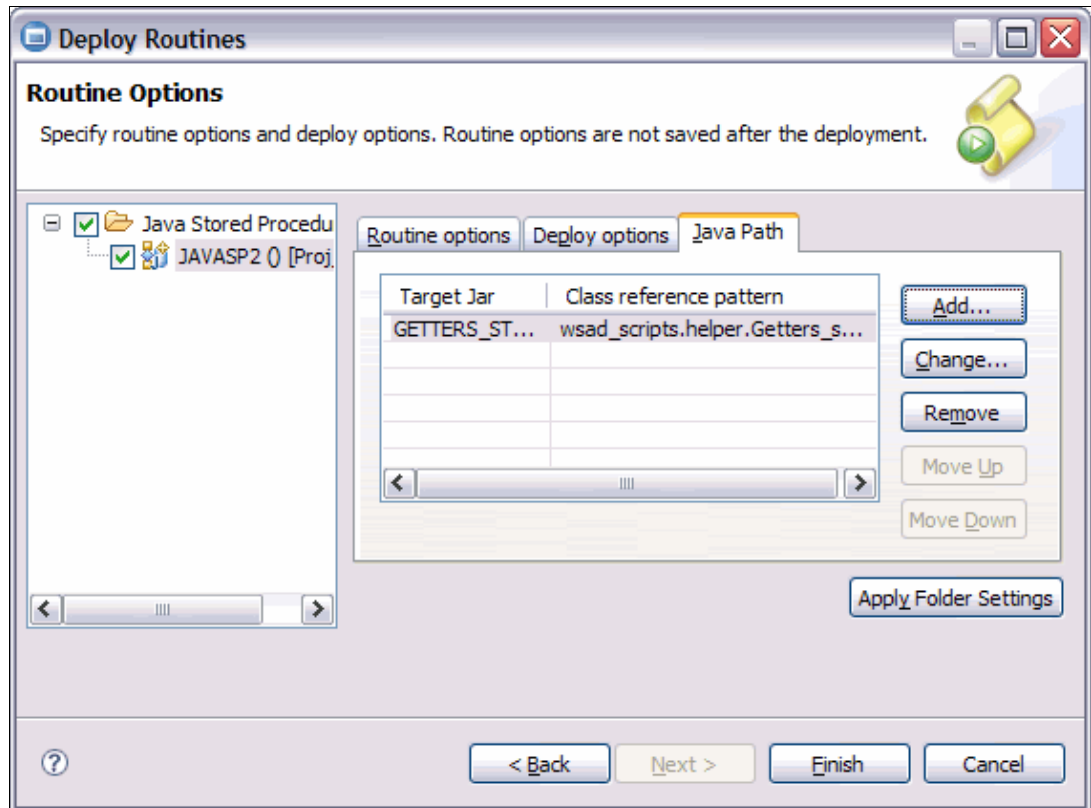 Deploy Routines
Routine Options
Specify routine options and deploy options. Routine options are not saved after the deployment.
Java Stored Procedu
JAVASP2 () [Proj_
Routine options
Deploy options
Java Path
Target Jar
Class reference pattern
GETTERS_ST...
wsad_scripts.helper.Getters_s...
Add...
Change...
Remove
Move Up
Move Down
Apply Folder Settings
?
< Back
Next >
Finish
Cancel